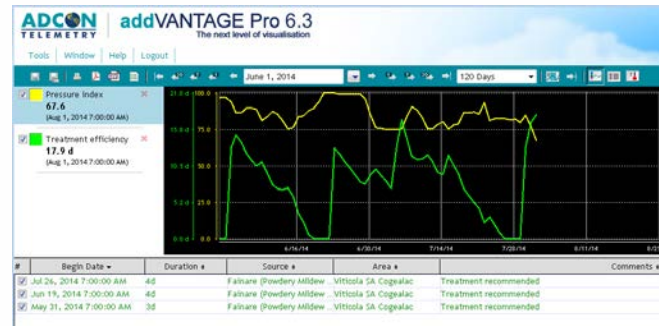 ADCON
TELEMETRY
addVANTAGE Pro 6.3
The next level of visualisation
Tools Window Help Logout
June 1, 2014
120 Days
Pressure Index
67.6
(Aug 1, 2014 7:00:00 AM)
Treatment efficiency
17.9 d
(Aug 1, 2014 7:00:00 AM)
21.0 d 100.0
15.8 d 75.0
10.5 d 50.0
25.0
0.0 d 0.0
6/16/14 6/30/14 7/14/14 7/28/14 8/11/14
# Begin Date Duration Source Area Comments
Jul 26, 2014 7:00:00 AM 4d Fainare (Powdery Mildew ... Viticola SA Cogealac Treatment recommended
Jun 19, 2014 7:00:00 AM 4d Fainare (Powdery Mildew ... Viticola SA Cogealac Treatment recommended
May 31, 2014 7:00:00 AM 3d Fainare (Powdery Mildew ... Viticola SA Cogealac Treatment recommended